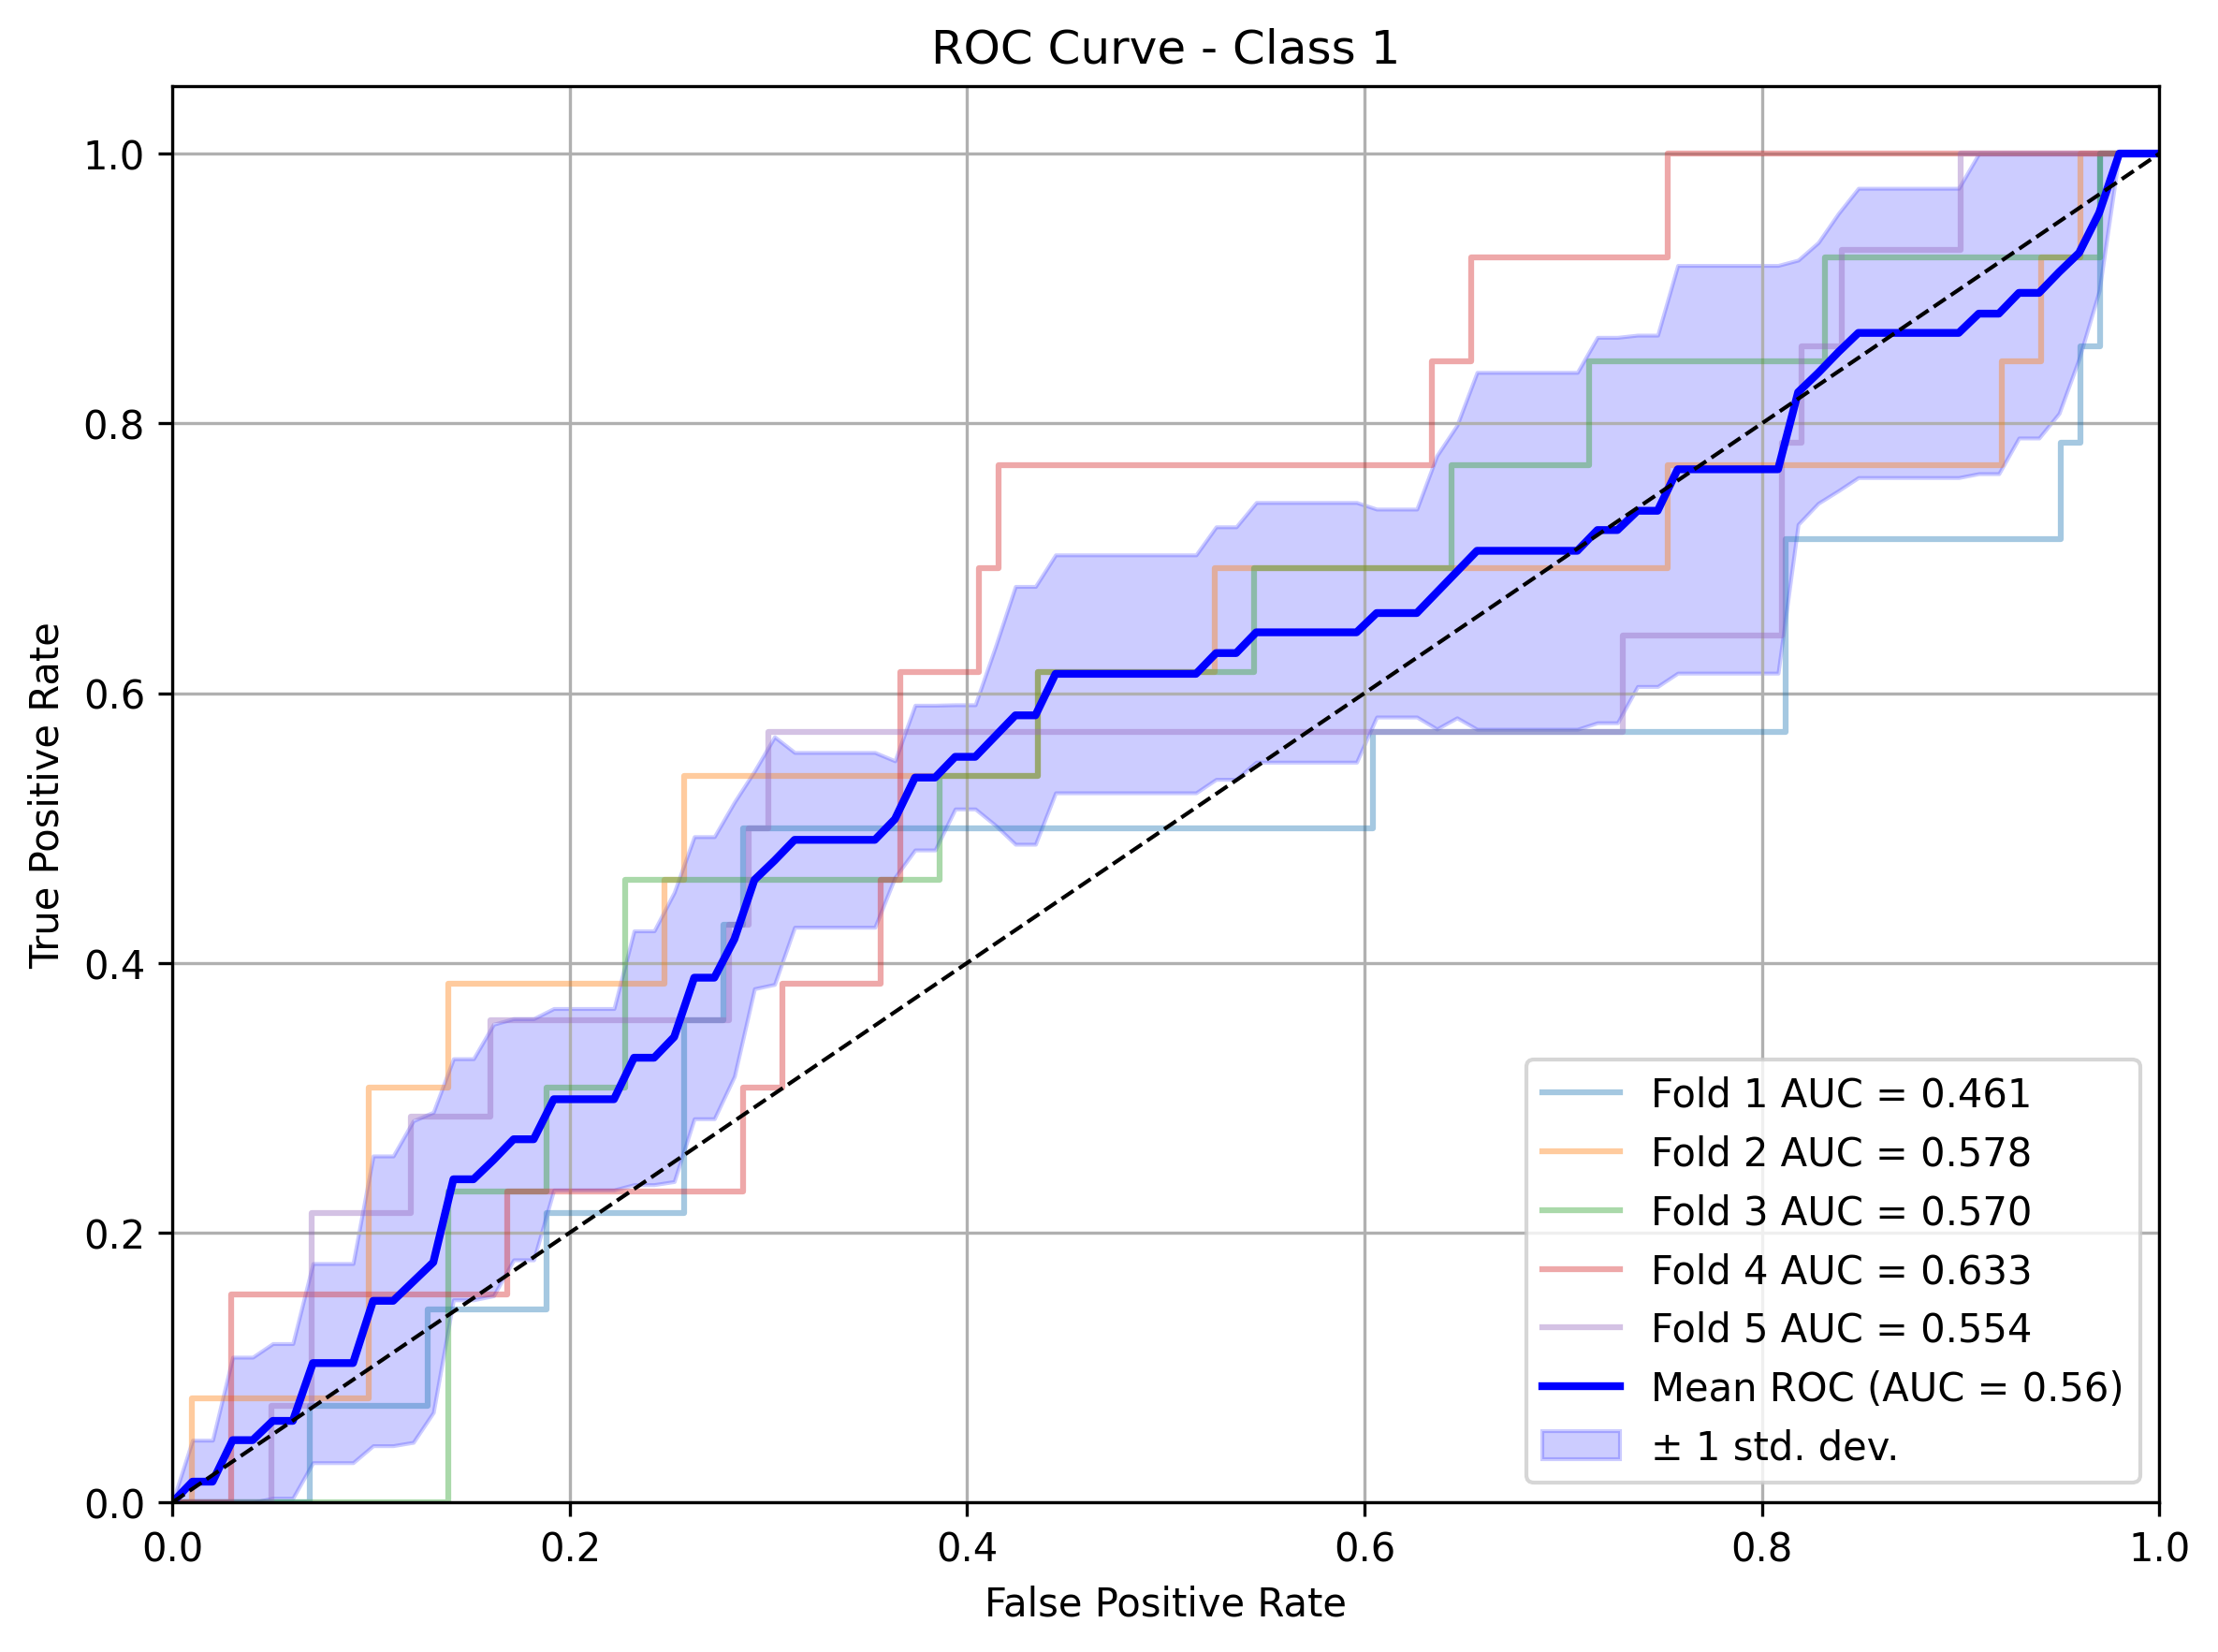 ROC Curve - Class 1
True Positive Rate
1.0
0.8
0.6
0.4
0.2
0.0
0.0 0.2 0.4 0.6 0.8 1.0
False Positive Rate
Fold 1 AUC = 0.461
Fold 2 AUC = 0.578
Fold 3 AUC = 0.570
Fold 4 AUC = 0.633
Fold 5 AUC = 0.554
Mean ROC (AUC = 0.56)
± 1 std. dev.